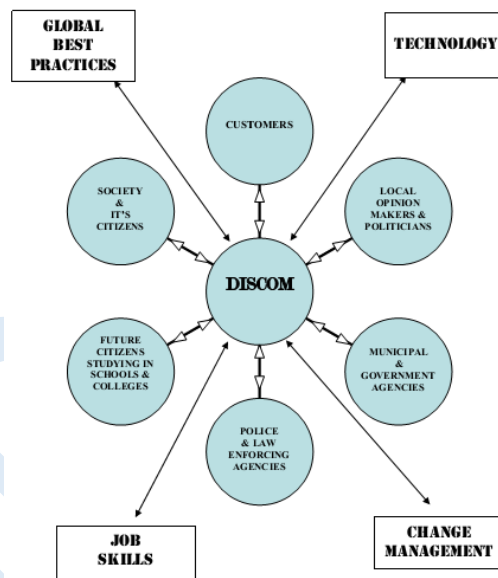 GLOBAL
BEST
PRACTICES
TECHNOLOGY
CUSTOMERS
SOCIETY
&
IT'S
CITIZENS
LOCAL
OPINION
MAKERS &
POLITICIANS
DISCOM
FUTURE
CITIZENS
STUDYING IN
SCHOOLS &
COLLEGES
MUNICIPAL
&
GOVERNMENT
AGENCIES
POLICE
& LAW
ENFORCING
AGENCIES
JOB
SKILLS
CHANGE
MANAGEMENT